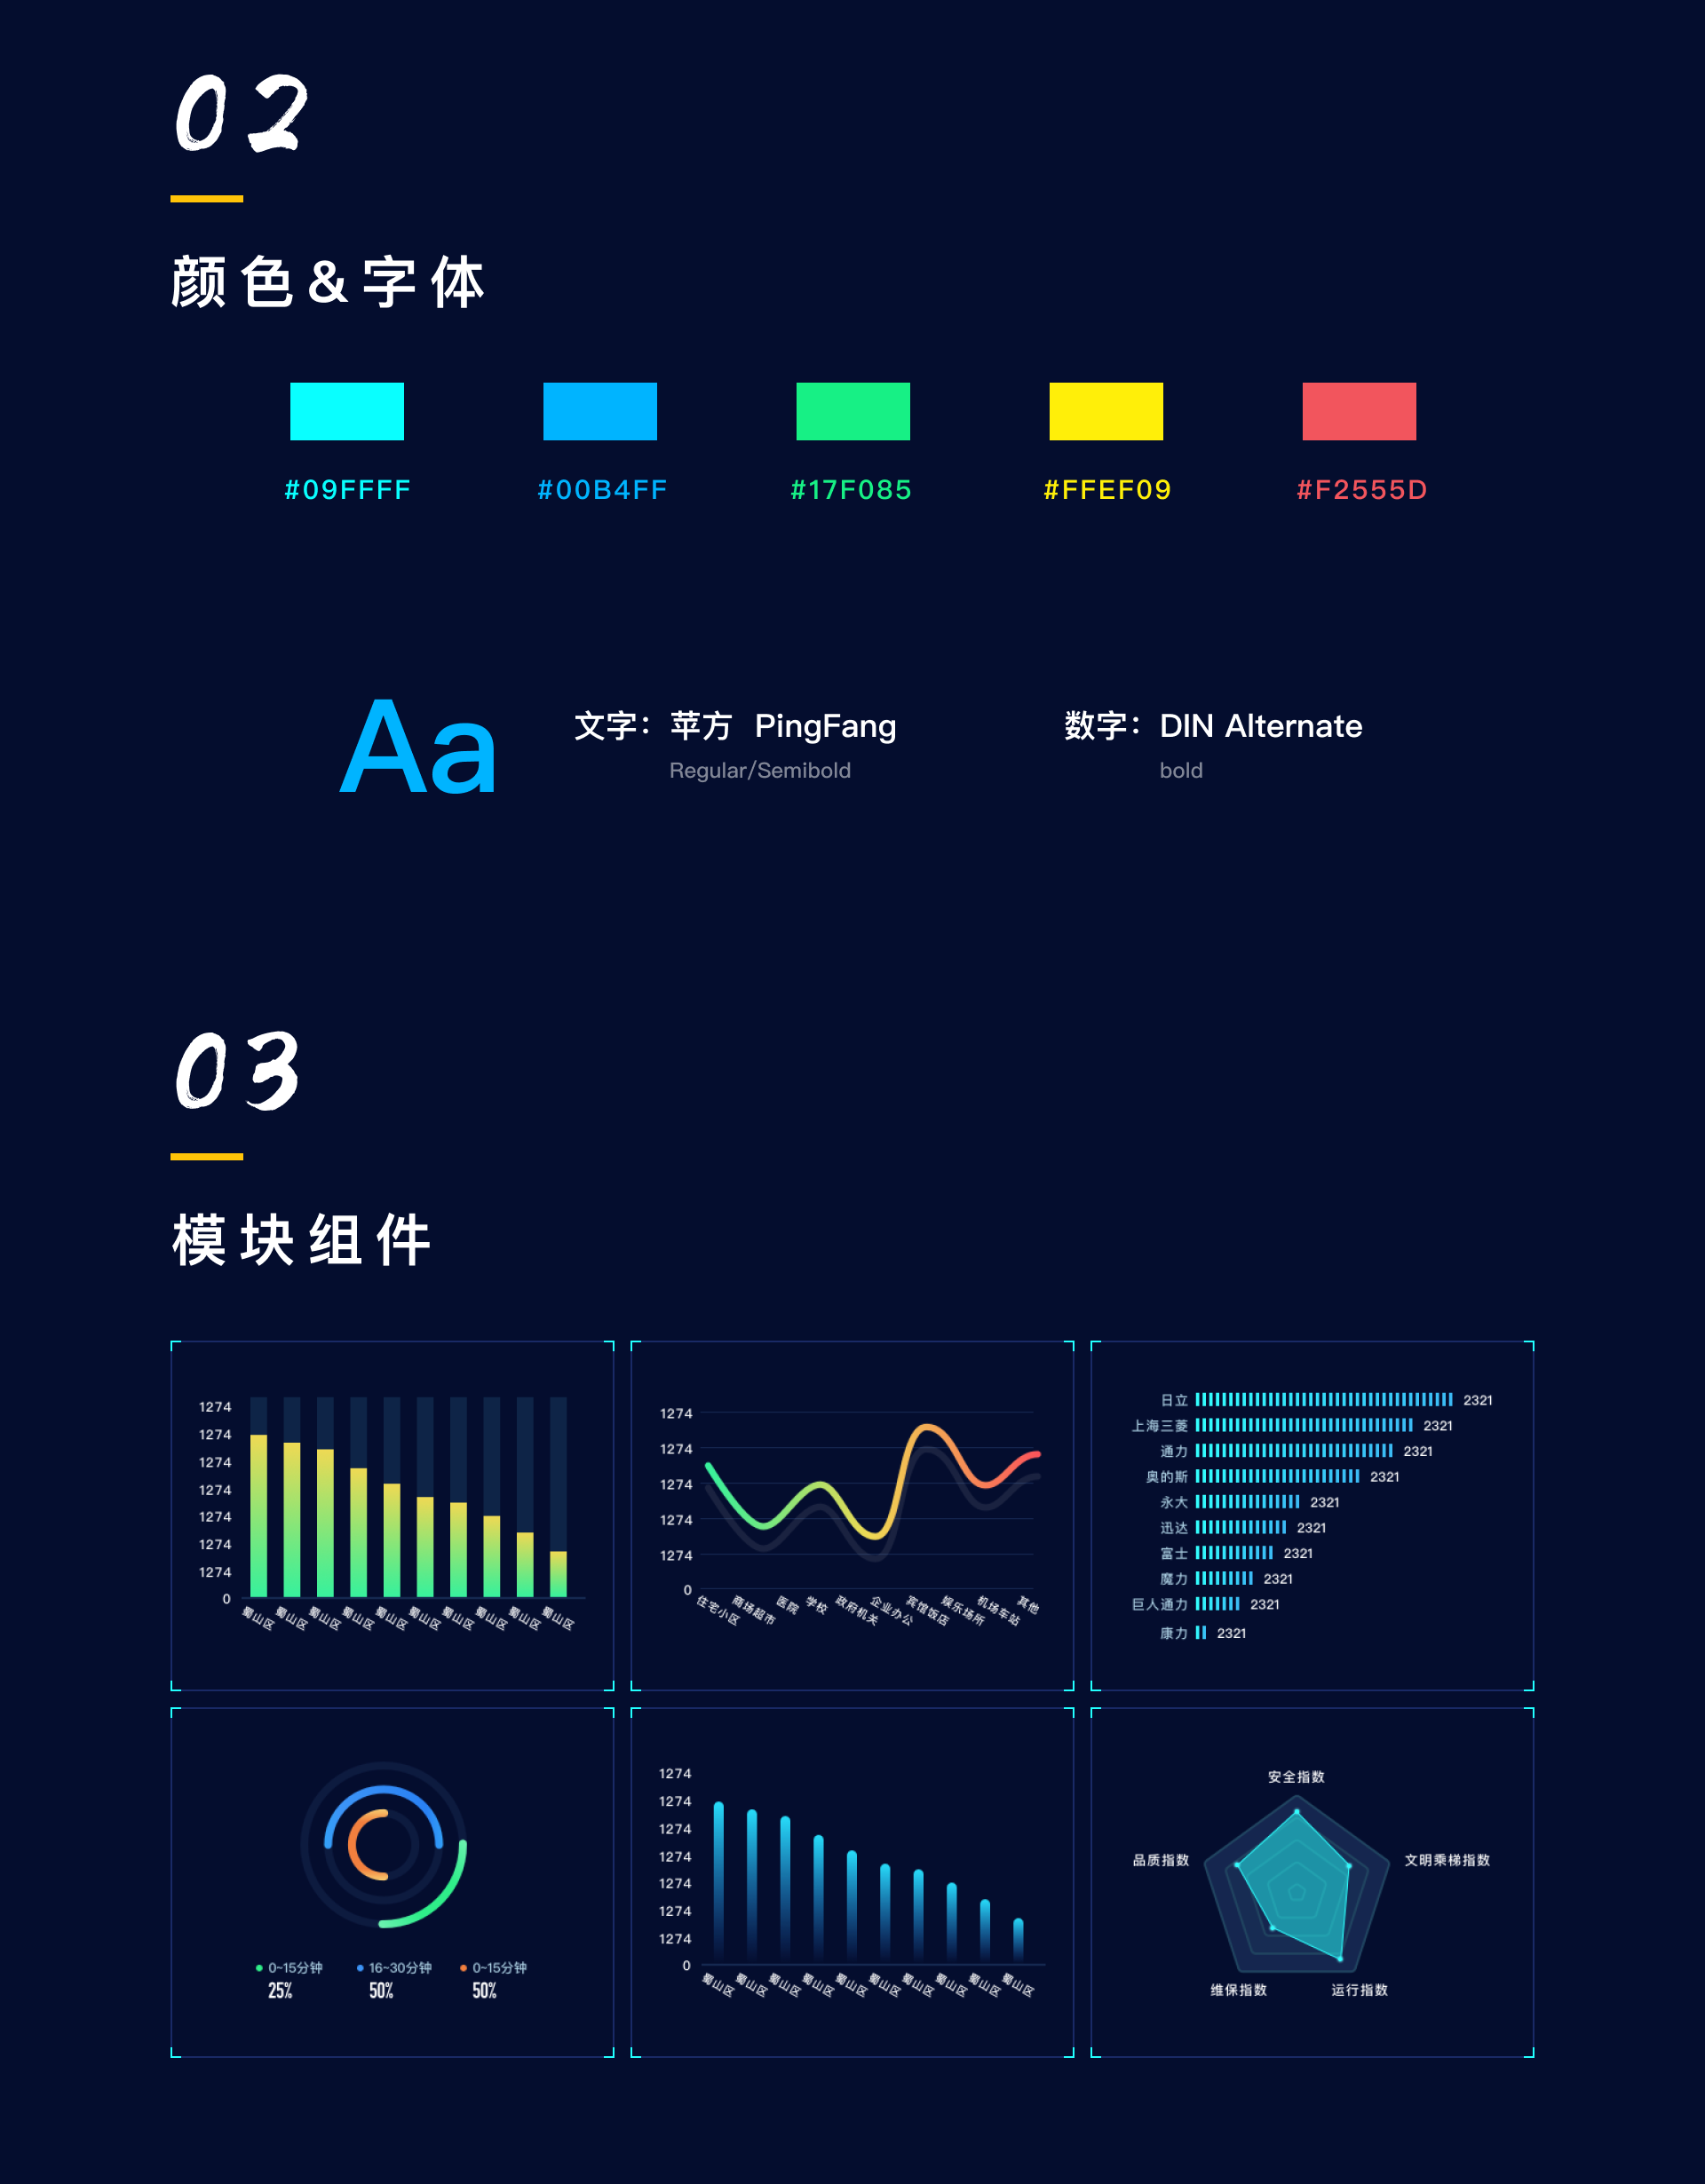 02
颜色&字体
#09FFFF #00B4FF #17F085 #FFEF09 #F2555D
Aa
文字：苹方 PingFang
Regular/Semibold
数字：DIN Alternate
bold
03
模块组件
1274
1274
1274
1274
1274
1274
1274
0
蜀山区 蜀山区 蜀山区 蜀山区 蜀山区 蜀山区 蜀山区 蜀山区 蜀山区 蜀山区
1274
1274
1274
1274
1274
0
住宅小区 商场超市 医院 学校 政府机关 企业办公 宾馆饭店 娱乐场所 机场车站 其他
日立 2321
上海三菱 2321
通力 2321
奥的斯 2321
永大 2321
迅达 2321
富士 2321
魔力 2321
巨人通力 2321
康力 2321
0~15分钟 16~30分钟 0~15分钟
25% 50% 50%
1274
1274
1274
1274
1274
1274
1274
0
蜀山区 蜀山区 蜀山区 蜀山区 蜀山区 蜀山区 蜀山区 蜀山区 蜀山区 蜀山区
安全指数
品质指数 文明乘梯指数
维保指数 运行指数